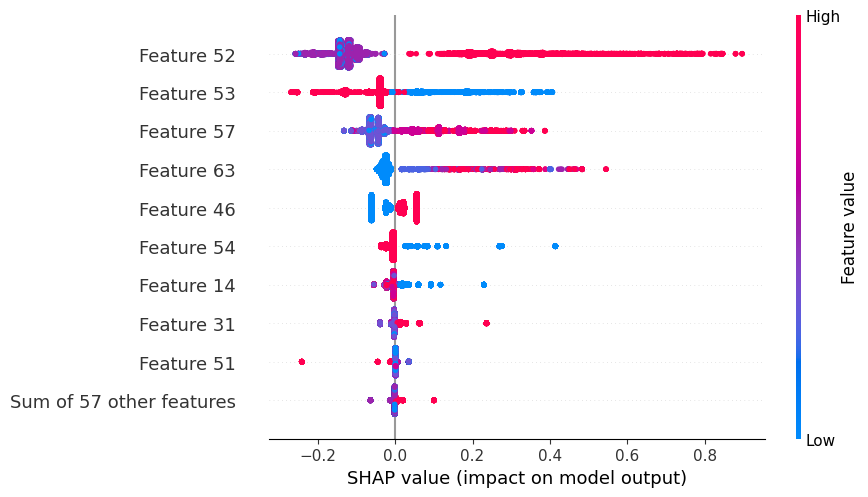 High
Feature 52
Feature 53
Feature 57
Feature 63
Feature 46
Feature 54
Feature 14
Feature 31
Feature 51
Sum of 57 other features
Feature value
Low
−0.2 0.0 0.2 0.4 0.6 0.8
SHAP value (impact on model output)